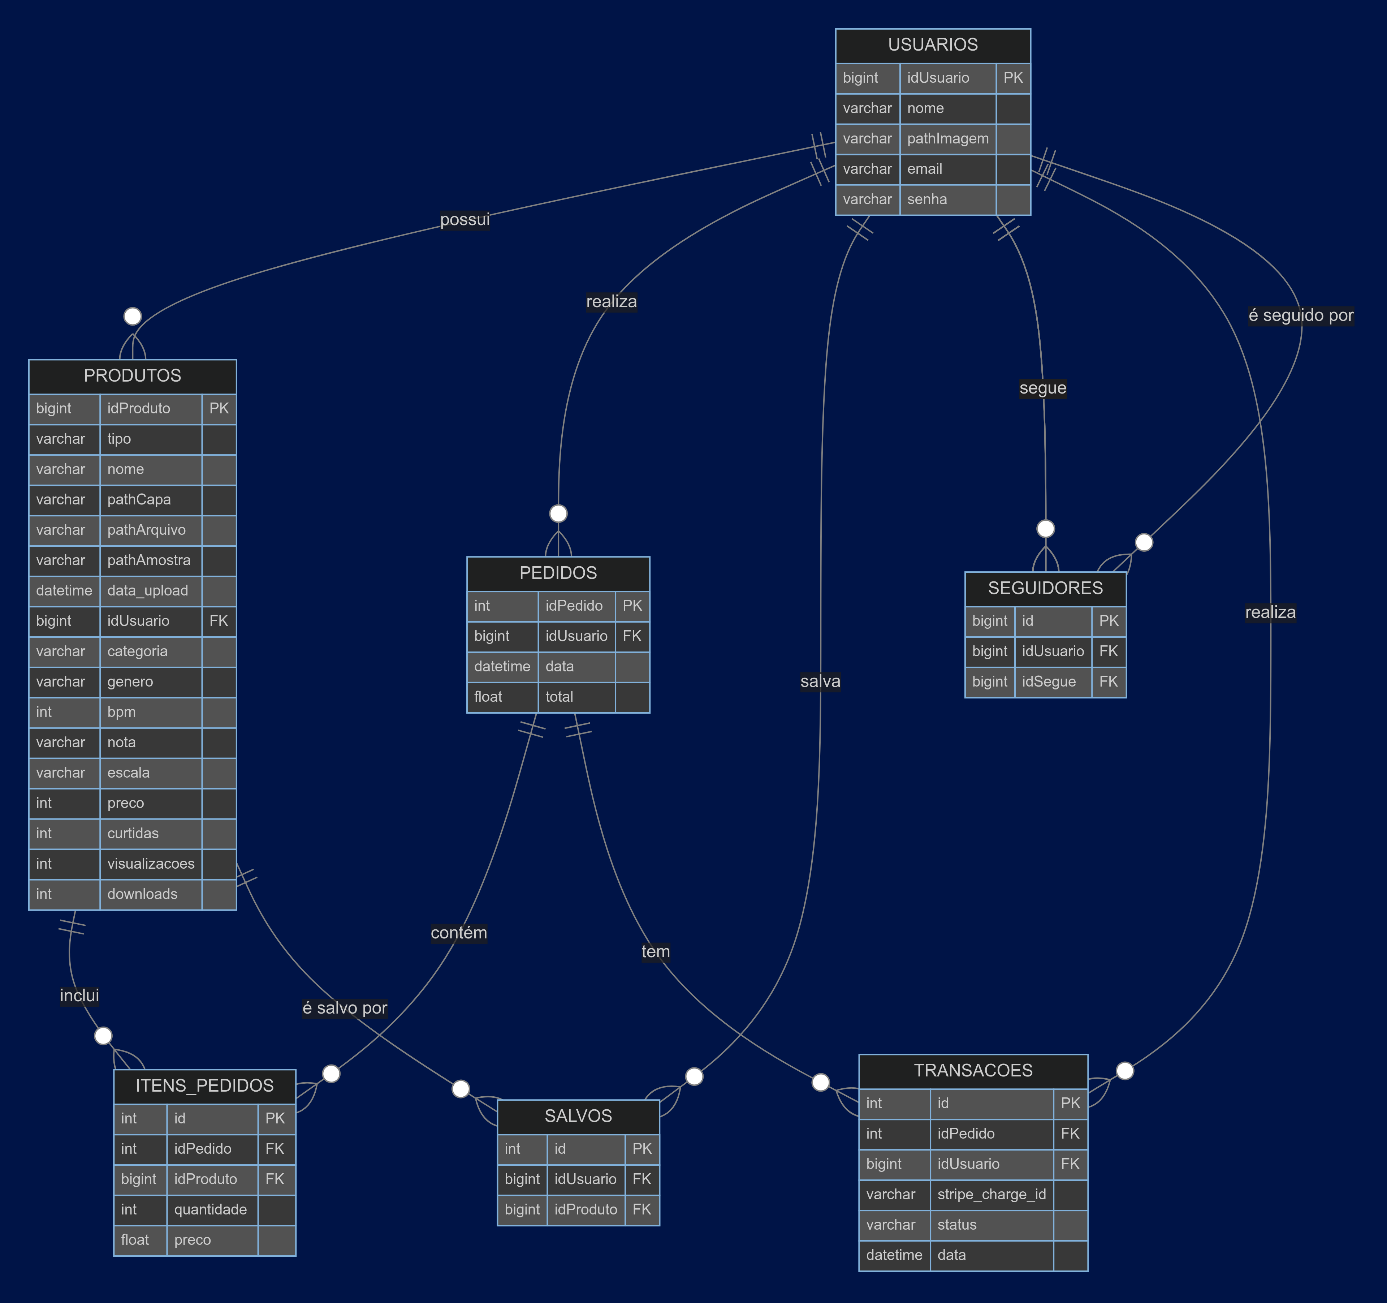 USUARIOS
bigint idUsuario PK
varchar nome
varchar pathImagem
varchar email
varchar senha
possui
realiza
é seguido por
segue
PRODUTOS
bigint idProduto PK
varchar tipo
varchar nome
varchar pathCapa
varchar pathArquivo
varchar pathAmostra
datetime data_upload
bigint idUsuario FK
varchar categoria
varchar genero
int bpm
varchar nota
varchar escala
int preco
int curtidas
int visualizacoes
int downloads
PEDIDOS
int idPedido PK
bigint idUsuario FK
datetime data
float total
SEGUIDORES
bigint id PK
bigint idUsuario FK
bigint idSegue FK
realiza
salva
contém
tem
inclui
é salvo por
ITENS_PEDIDOS
int id PK
int idPedido FK
bigint idProduto FK
int quantidade
float preco
SALVOS
int id PK
bigint idUsuario FK
bigint idProduto FK
TRANSACOES
int id PK
int idPedido FK
bigint idUsuario FK
varchar stripe_charge_id
varchar status
datetime data